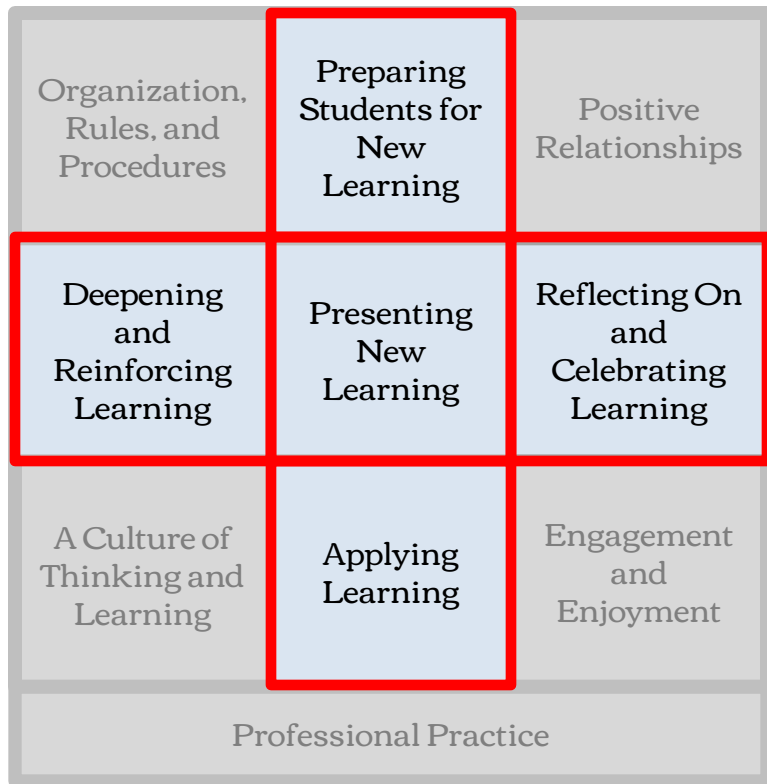 Organization,
Rules, and
Procedures
Preparing
Students for
New
Learning
Positive
Relationships
Deepening
and
Reinforcing
Learning
Presenting
New
Learning
Reflecting On
and
Celebrating
Learning
A Culture of
Thinking and
Learning
Applying
Learning
Engagement
and
Enjoyment
Professional Practice